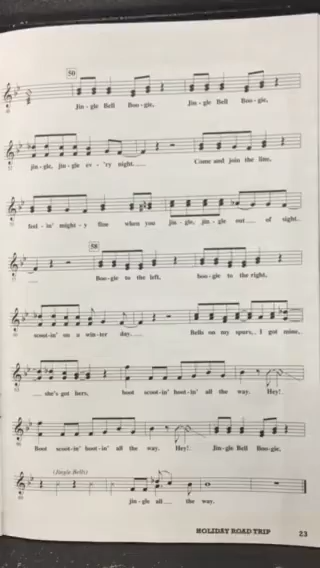 50
Jin - gle Bell Boo - gie, Jin - gle Bell Boo - gie,
jin - gle, jin - gle ev - 'ry night. Come and join the line,
feel - in' might - y fine when you jin - gle, jin - gle out of sight.
58
Boo - gie to the left, boo - gie to the right,
scoot - in' on a win - ter day. Bells on my spurs, I got mine,
she's got hers, boot scoot - in' boot - in' all the way. Hey!
Boot scoot - in' boot - in' all the way. Hey! Jin - gle Bell Boo - gie,
(Jingle Bells)
jin - gle all the way.
HOLIDAY ROAD TRIP 23